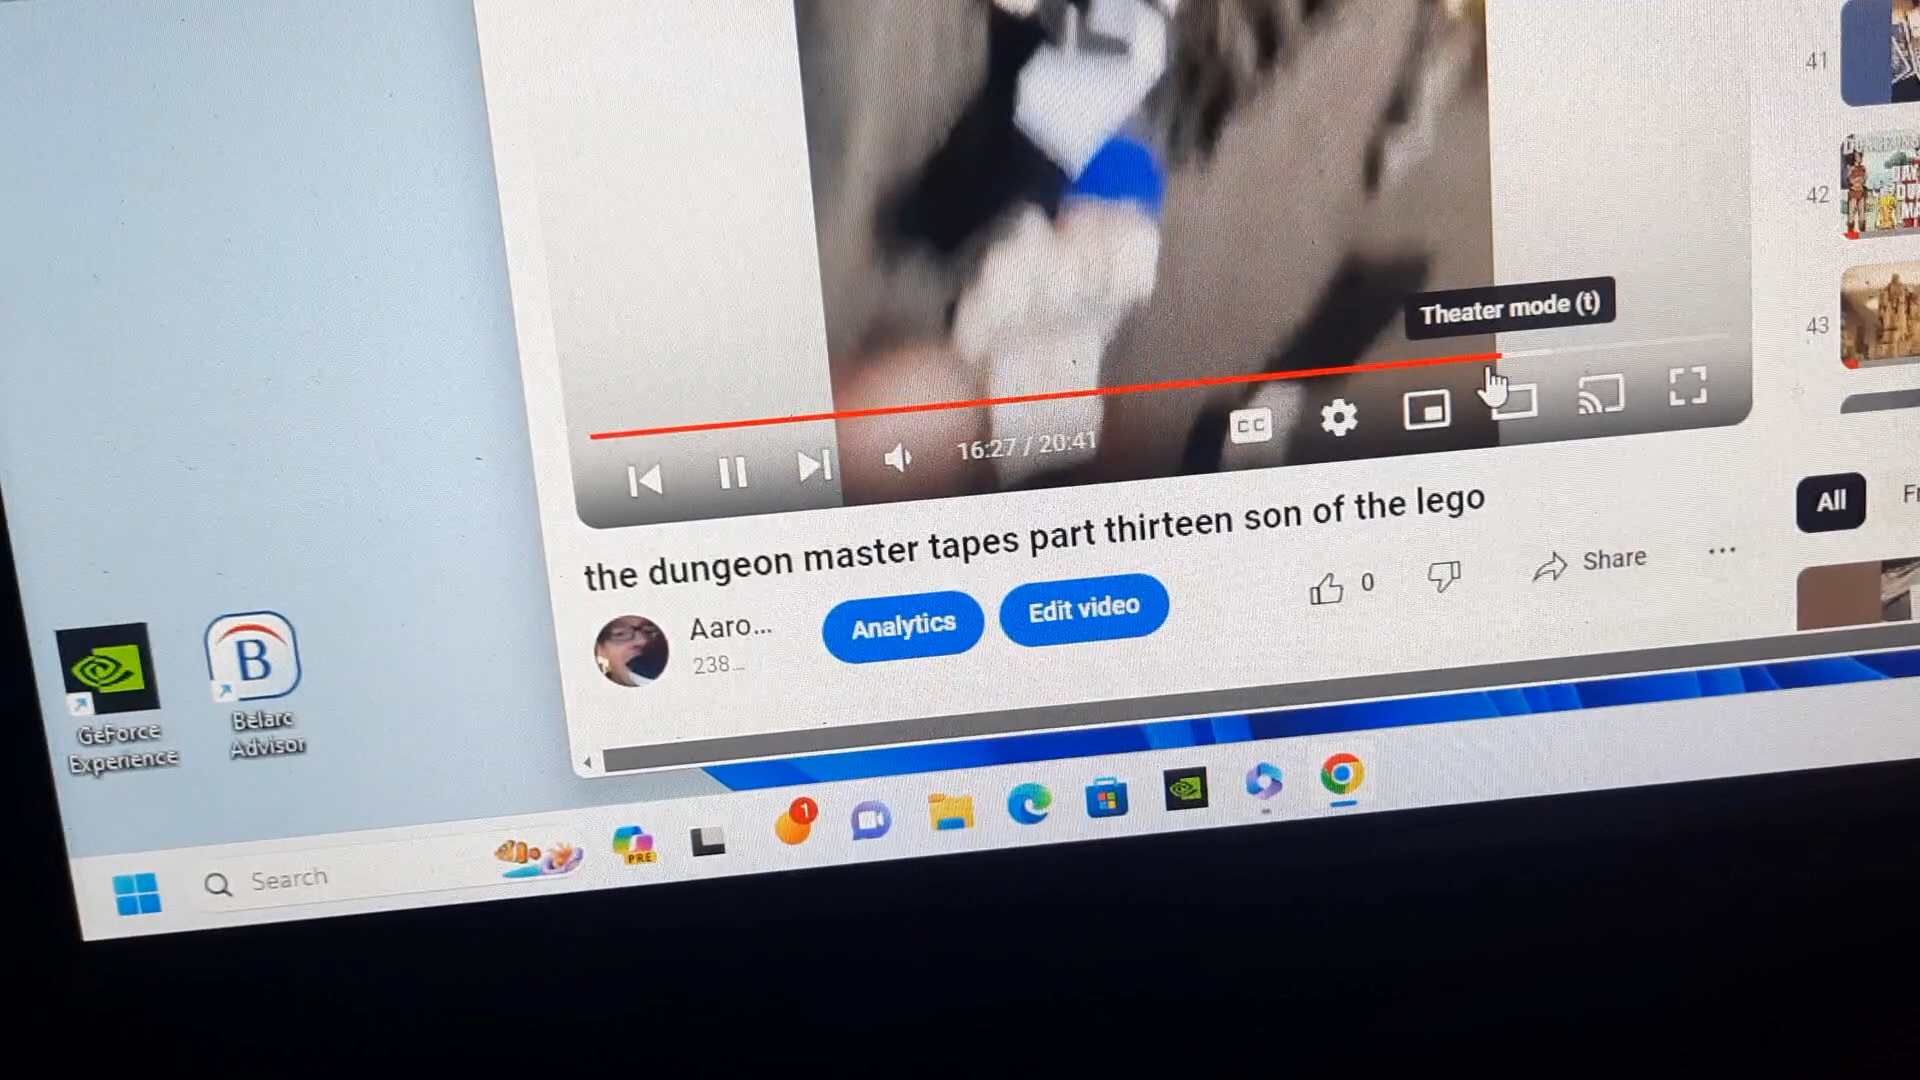 41
42
43
Theater mode (t)
CC
16:27 / 20:41
the dungeon master tapes part thirteen son of the lego
All
Aaro...
238...
Analytics
Edit video
0
Share
...
GeForce
Experience
B
Belarc
Advisor
Search
PRE
1